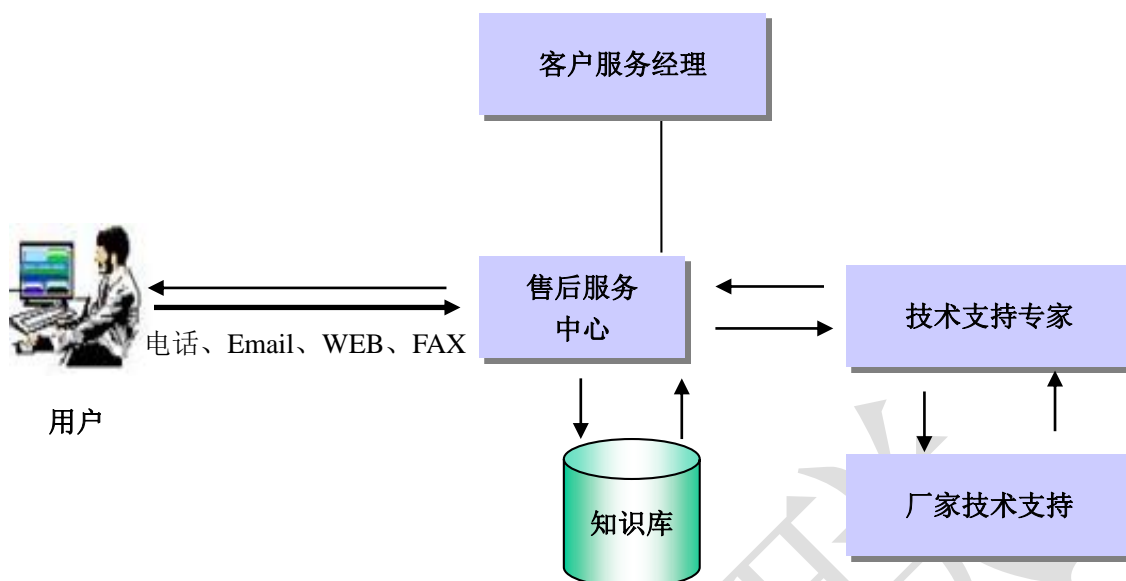 客户服务经理
售后服务
中心
技术支持专家
电话、Email、WEB、FAX
用户
知识库
厂家技术支持